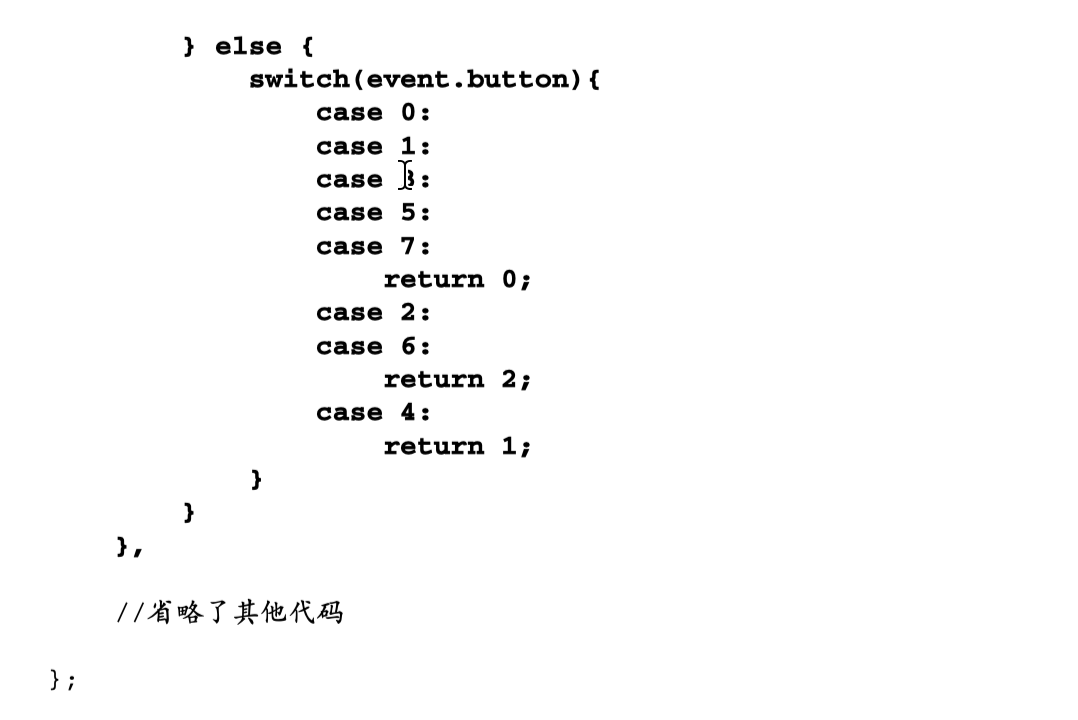 } else {
switch(event.button){
case 0:
case 1:
case 3:
case 5:
case 7:
return 0;
case 2:
case 6:
return 2;
case 4:
return 1;
}
}
},
//省略了其他代码
};